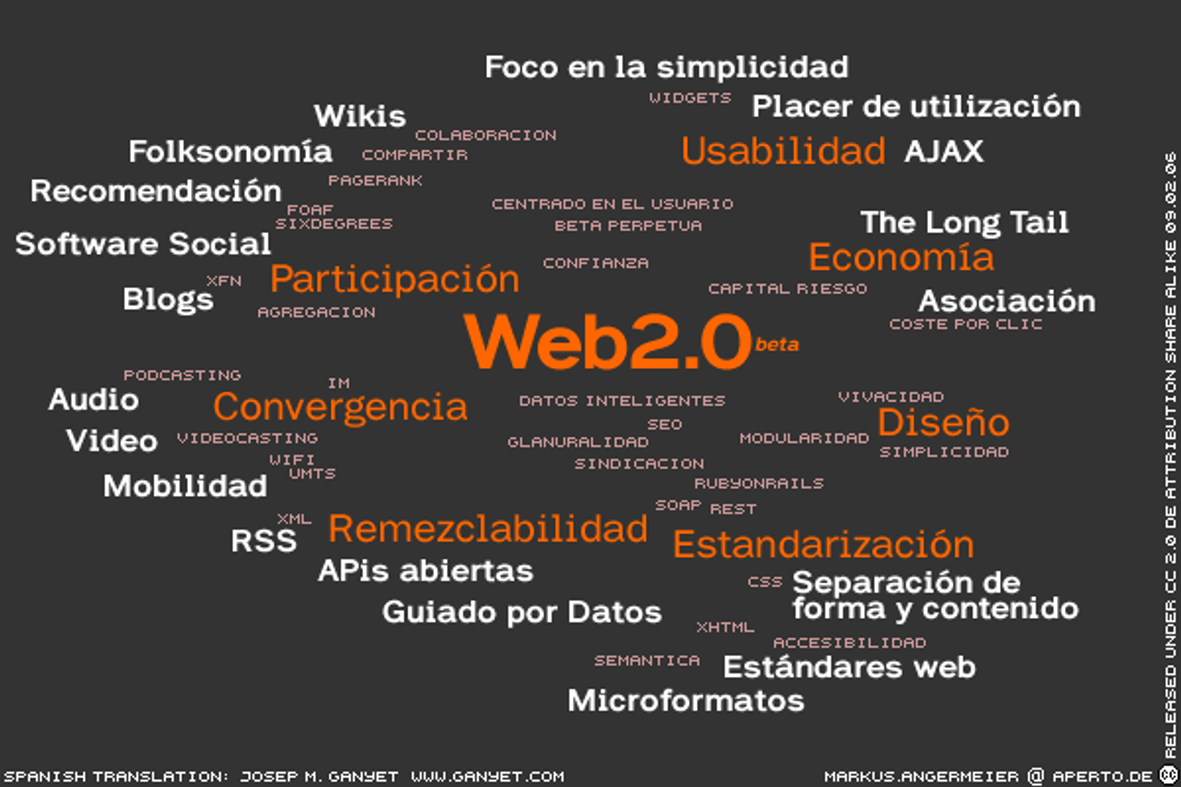 Foco en la simplicidad
WIDGETS
Placer de utilización
Wikis
COLABORACION
Folksonomía
COMPARTIR
Usabilidad
AJAX
Recomendación
PAGERANK
FOAF
SIXDEGREES
CENTRADO EN EL USUARIO
BETA PERPETUA
The Long Tail
Software Social
Economía
CONFIANZA
XFN
Participación
CAPITAL RIESGO
Blogs
Asociación
AGREGACION
COSTE POR CLIC
Web2.0 beta
PODCASTING
IM
Audio
Convergencia
DATOS INTELIGENTES
VIVACIDAD
SEO
Diseño
Video
VIDEOCASTING
GLANURALIDAD
MODULARIDAD
SIMPLICIDAD
WIFI
SINDICACION
UMTS
Mobilidad
RUBYONRAILS
SOAP
REST
XML
Remezclabilidad
RSS
Estandarización
APis abiertas
CSS
Separación de
forma y contenido
Guiado por Datos
XHTML
ACCESIBILIDAD
SEMANTICA
Estándares web
Microformatos
SPANISH TRANSLATION: JOSEP M. GANYET WWW.GANYET.COM
MARKUS.ANGERMEIER @ APERTO.DE
cc RELEASED UNDER CC 2.0 DE ATTRIBUTION SHARE ALIKE 09.02.06